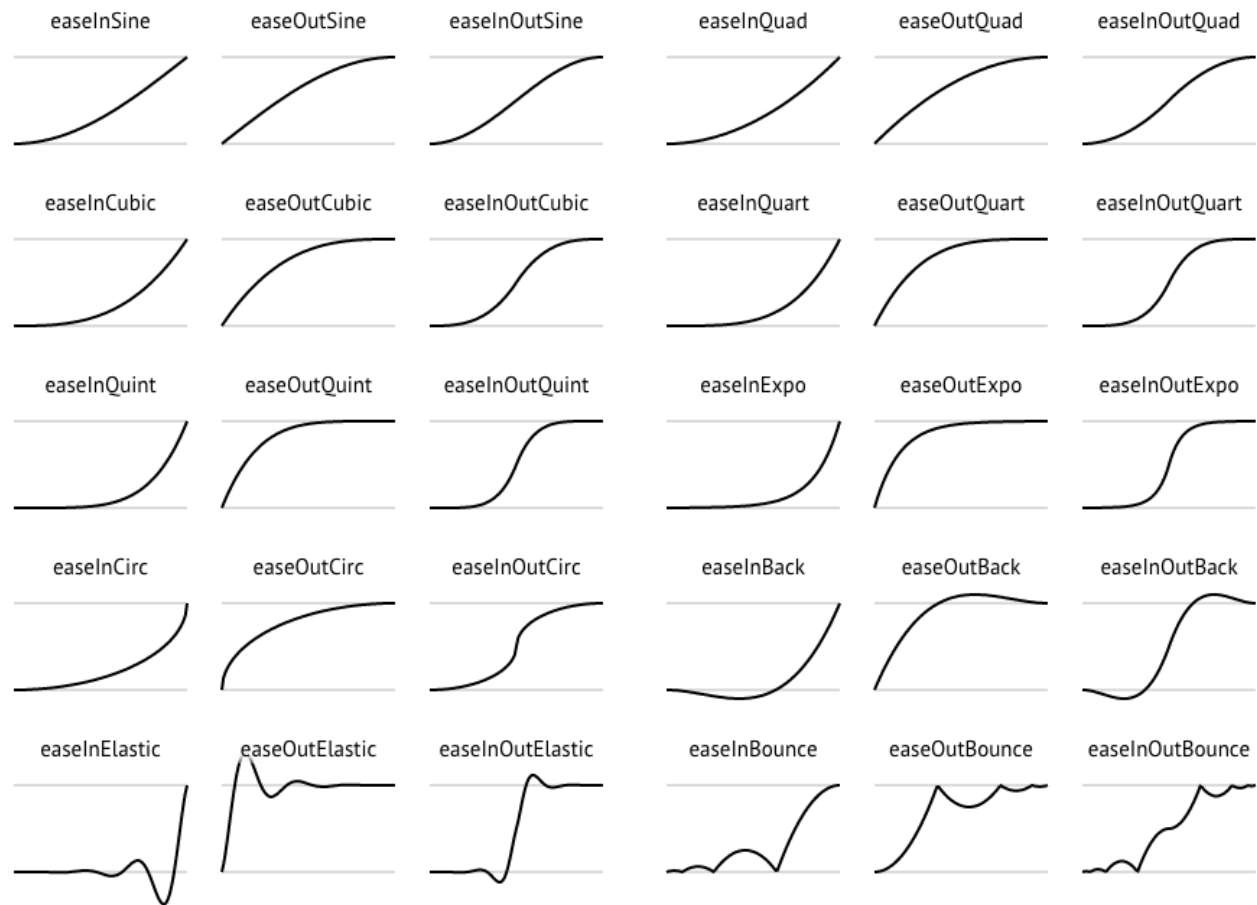 easeInSine easeOutSine easeInOutSine easeInQuad easeOutQuad easeInOutQuad
easeInCubic easeOutCubic easeInOutCubic easeInQuart easeOutQuart easeInOutQuart
easeInQuint easeOutQuint easeInOutQuint easeInExpo easeOutExpo easeInOutExpo
easeInCirc easeOutCirc easeInOutCirc easeInBack easeOutBack easeInOutBack
easeInElastic easeOutElastic easeInOutElastic easeInBounce easeOutBounce easeInOutBounce